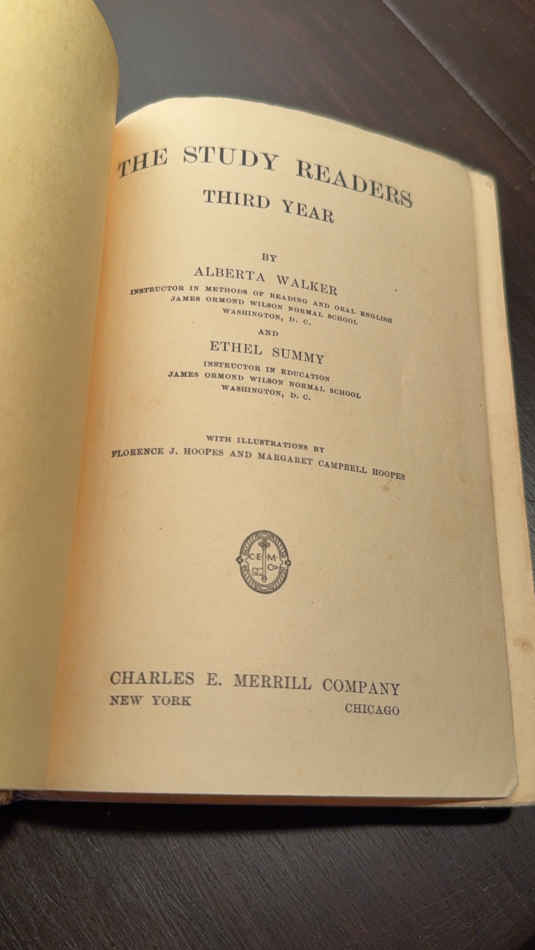 THE STUDY READERS
THIRD YEAR
BY
ALBERTA WALKER
INSTRUCTOR IN METHODS OF READING AND ORAL ENGLISH
JAMES ORMOND WILSON NORMAL SCHOOL
WASHINGTON, D. C.
AND
ETHEL SUMMY
INSTRUCTOR IN EDUCATION
JAMES ORMOND WILSON NORMAL SCHOOL
WASHINGTON, D. C.
WITH ILLUSTRATIONS BY
FLORENCE J. HOOPES AND MARGARET CAMPBELL HOOPES
C E M
Co
CHARLES E. MERRILL COMPANY
NEW YORK CHICAGO